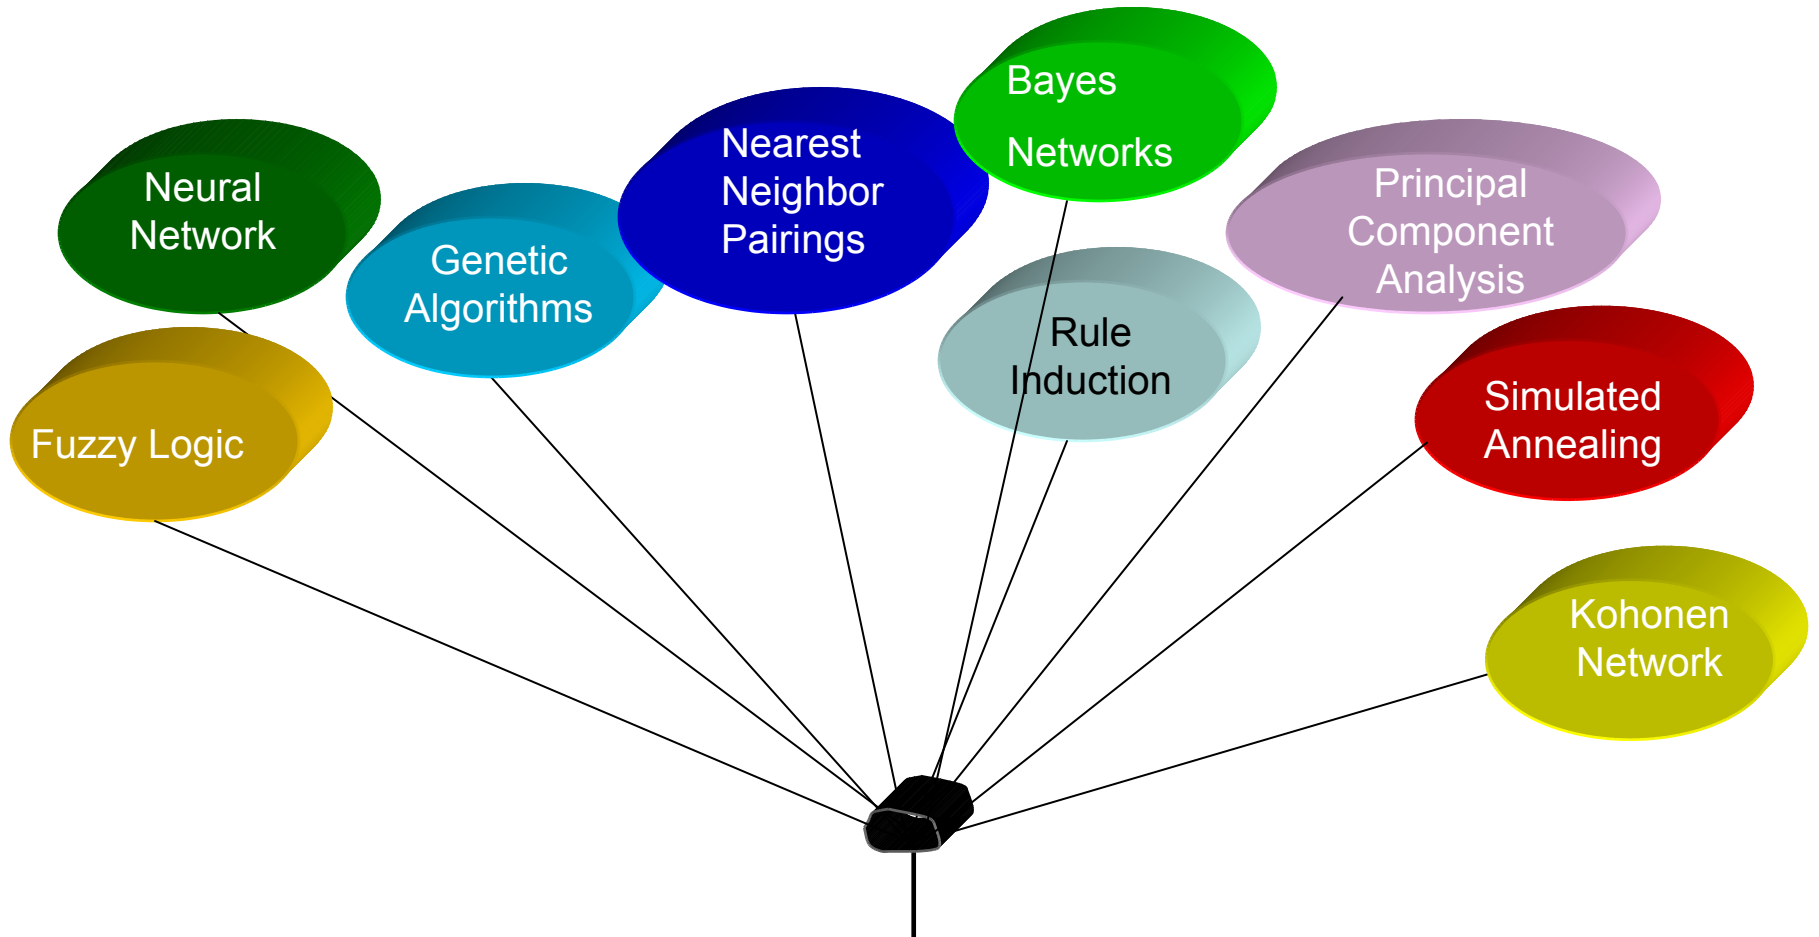 Neural
Network
Fuzzy Logic
Genetic
Algorithms
Nearest
Neighbor
Pairings
Bayes
Networks
Rule
Induction
Principal
Component
Analysis
Simulated
Annealing
Kohonen
Network